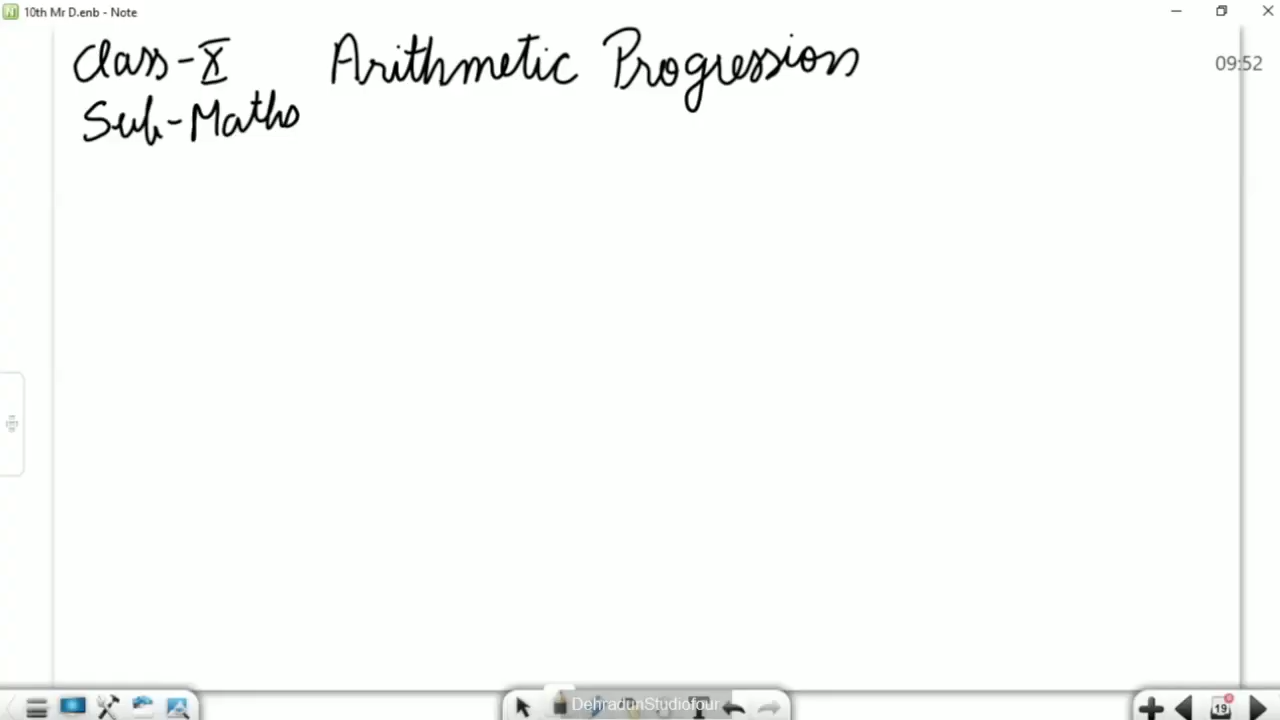 10th Mr D.enb - Note
Class-X Arithmetic Progression
09:52
Sub-Maths
DehradunStudiofour
19